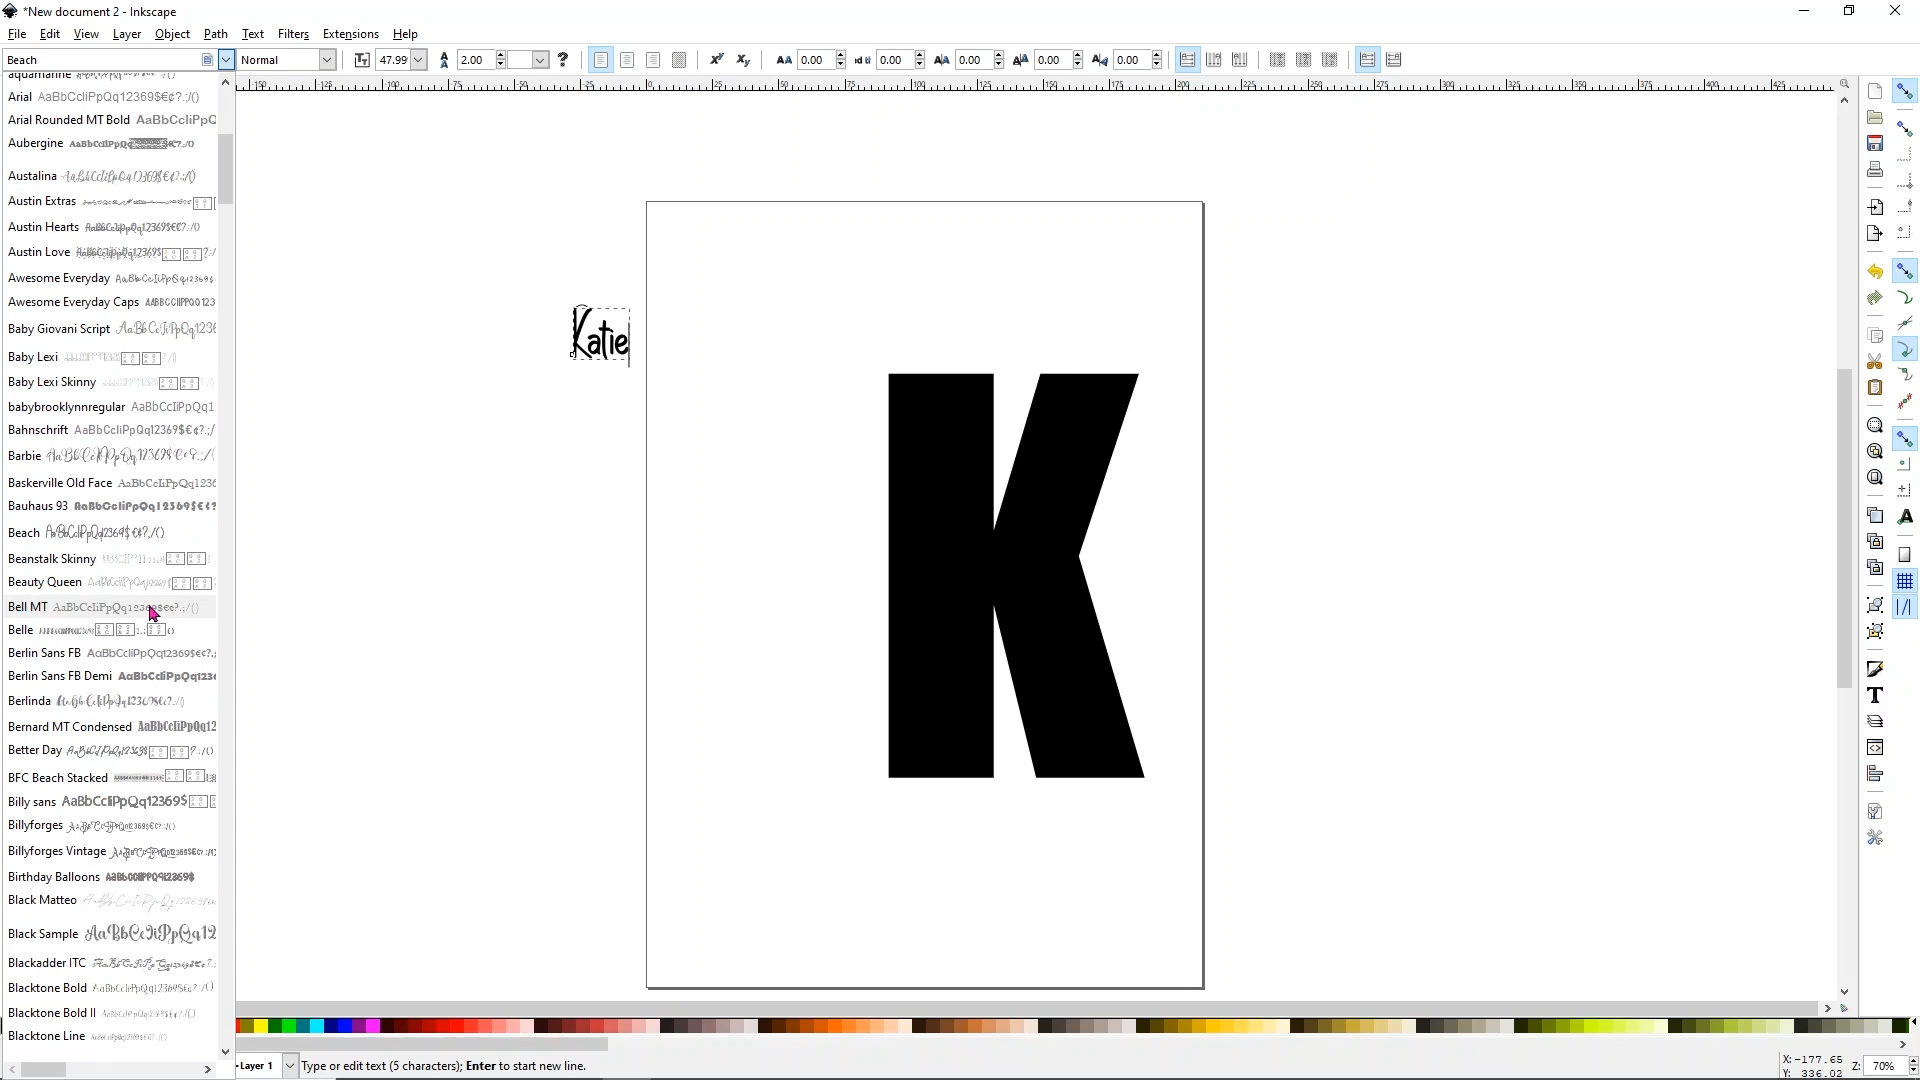 *New document 2 - Inkscape
File Edit View Layer Object Path Text Filters Extensions Help
Beach Normal 47.99 2.00 ? 0.00 0.00 0.00 0.00 0.00
Arial AaBbCcIiPpQq12369$€¢?.;/()
Arial Rounded MT Bold AaBbCcIiPpQ
Aubergine
Austalina
Austin Extras
Austin Hearts
Austin Love
Awesome Everyday
Awesome Everyday Caps
Baby Giovani Script
Baby Lexi
Baby Lexi Skinny
babybrooklynnregular AaBbCcIiPpQq1
Bahnschrift AaBbCcIiPpQq12369$€¢?.;/
Barbie
Baskerville Old Face AaBbCcIiPpQq1236
Bauhaus 93 AaBbCcIiPpQq12369$€¢?
Beach
Beanstalk Skinny
Beauty Queen
Bell MT AaBbCcIiPpQq12369$€¢?.;/()
Belle
Berlin Sans FB AaBbCcIiPpQq12369$€¢?.;
Berlin Sans FB Demi AaBbCcIiPpQq1236
Berlinda
Bernard MT Condensed AaBbCcIiPpQq12
Better Day
BFC Beach Stacked
Billy sans AaBbCcIiPpQq12369$
Billyforges
Billyforges Vintage
Birthday Balloons
Black Matteo
Black Sample
Blackadder ITC
Blacktone Bold
Blacktone Bold II
Blacktone Line
Katie
K
Layer 1 Type or edit text (5 characters); Enter to start new line.
X: -177.65
Y: 336.02
Z: 70%